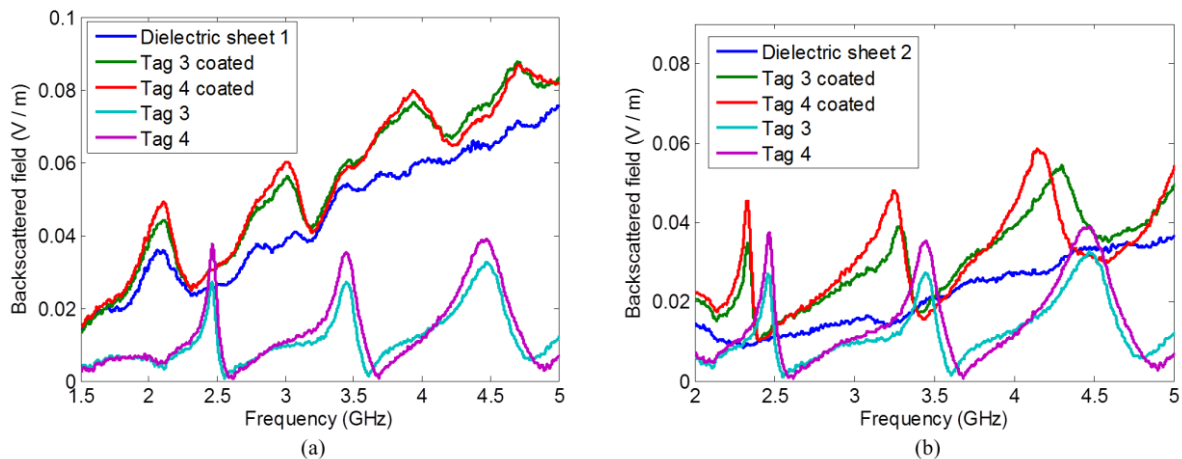 0.1
0.08
0.06
0.04
0.02
0
Backscattered field (V / m)
Dielectric sheet 1
Tag 3 coated
Tag 4 coated
Tag 3
Tag 4
1.5 2 2.5 3 3.5 4 4.5 5
Frequency (GHz)
(a)
0.08
0.06
0.04
0.02
0
Backscattered field (V / m)
Dielectric sheet 2
Tag 3 coated
Tag 4 coated
Tag 3
Tag 4
2 2.5 3 3.5 4 4.5 5
Frequency (GHz)
(b)